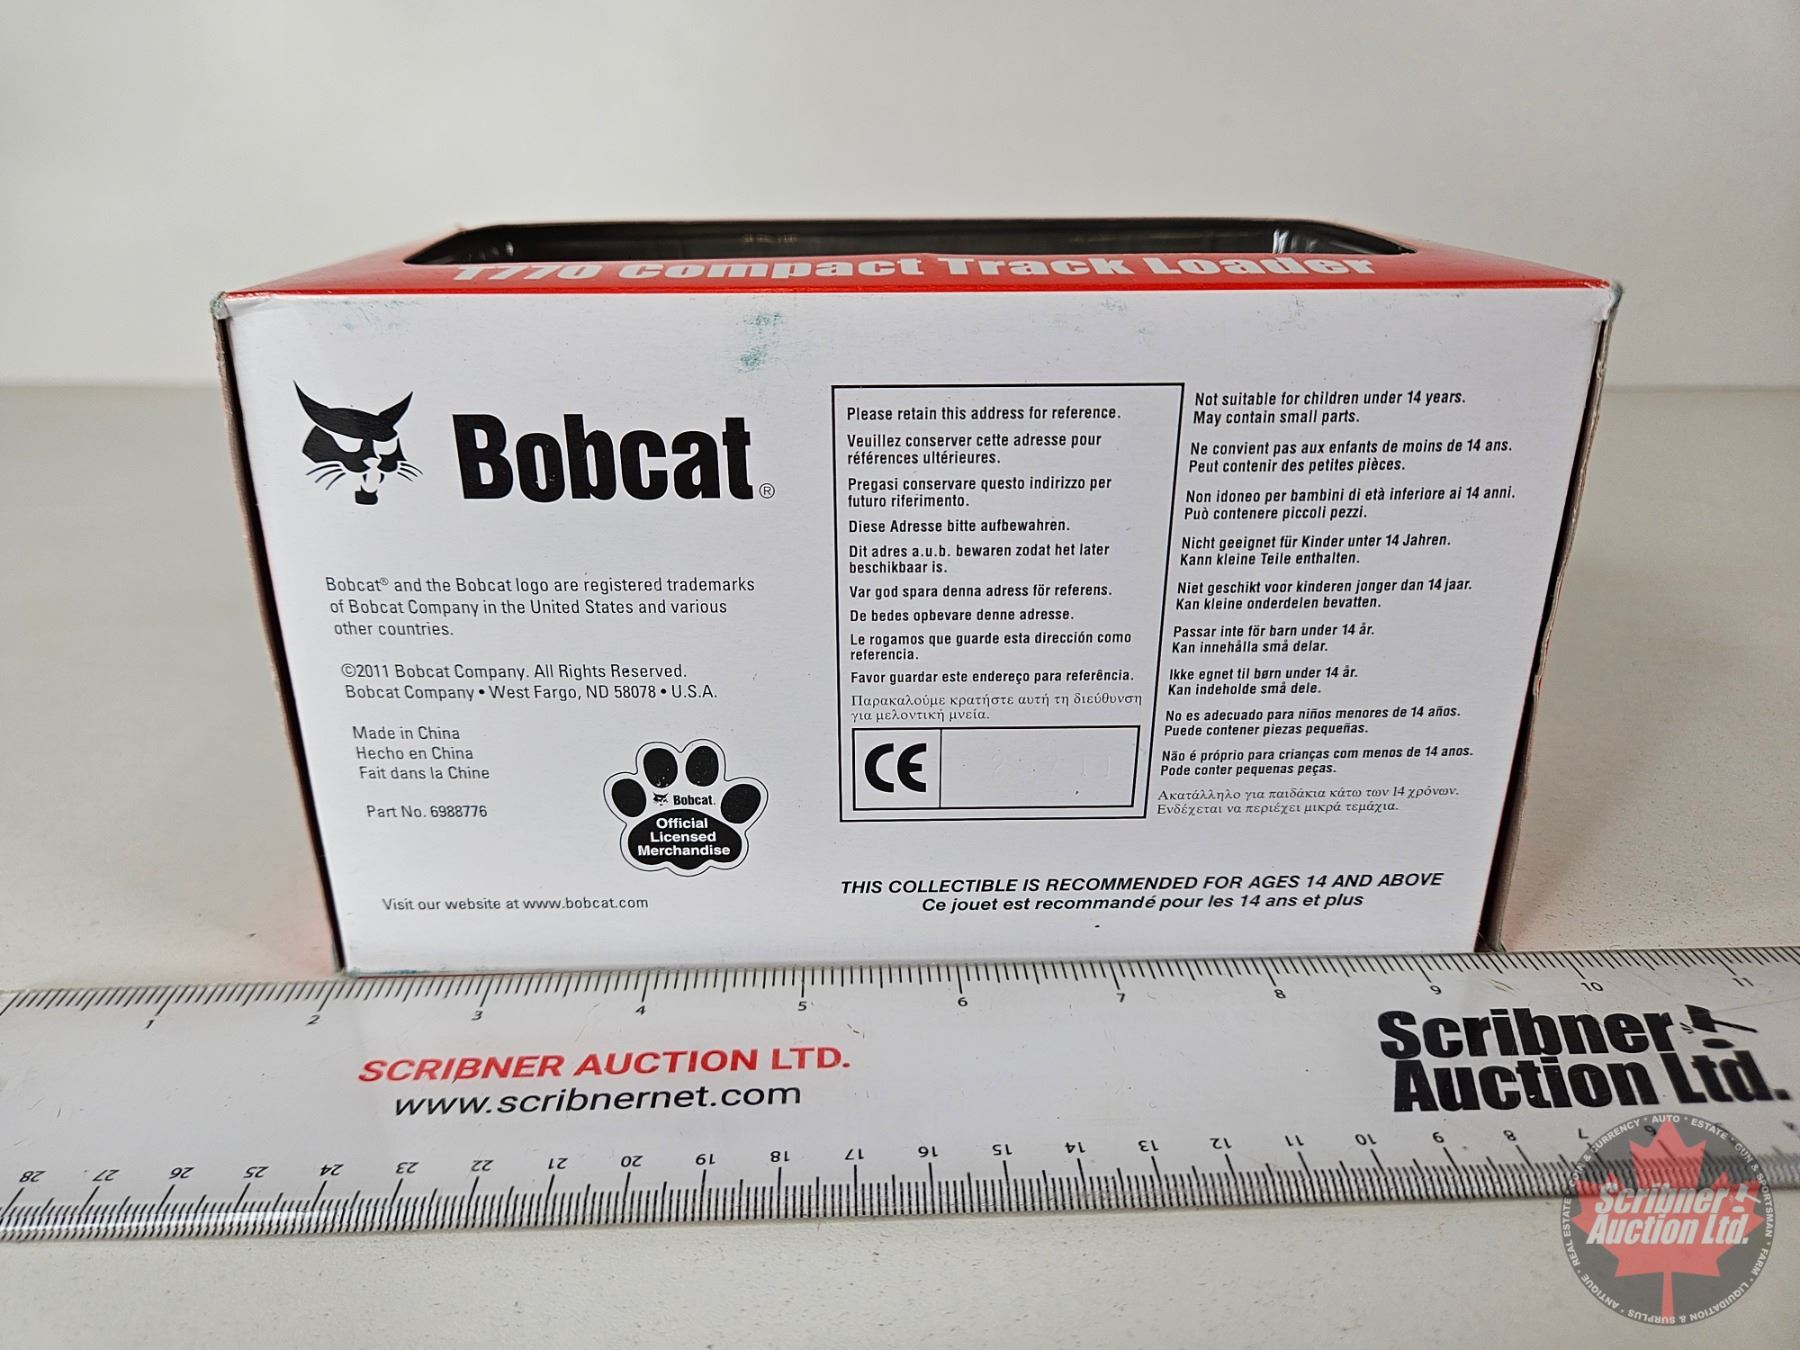 T770 Compact Track Loader
Bobcat®
Bobcat® and the Bobcat logo are registered trademarks
of Bobcat Company in the United States and various
other countries.
©2011 Bobcat Company. All Rights Reserved.
Bobcat Company • West Fargo, ND 58078 • U.S.A.
Made in China
Hecho en China
Fait dans la Chine
Part No. 6988776
Bobcat.
Official
Licensed
Merchandise
Visit our website at www.bobcat.com
Please retain this address for reference.
Veuillez conserver cette adresse pour
références ultérieures.
Pregasi conservare questo indirizzo per
futuro riferimento.
Diese Adresse bitte aufbewahren.
Dit adres a.u.b. bewaren zodat het later
beschikbaar is.
Var god spara denna adress för referens.
De bedes opbevare denne adresse.
Le rogamos que guarde esta dirección como
referencia.
Favor guardar este endereço para referência.
Παρακαλούμε κρατήστε αυτή τη διεύθυνση
για μελοντική μνεία.
CE
Not suitable for children under 14 years.
May contain small parts.
Ne convient pas aux enfants de moins de 14 ans.
Peut contenir des petites pièces.
Non idoneo per bambini di età inferiore ai 14 anni.
Può contenere piccoli pezzi.
Nicht geeignet für Kinder unter 14 Jahren.
Kann kleine Teile enthalten.
Niet geschikt voor kinderen jonger dan 14 jaar.
Kan kleine onderdelen bevatten.
Passar inte för barn under 14 år.
Kan innehålla små delar.
Ikke egnet til børn under 14 år.
Kan indeholde små dele.
No es adecuado para niños menores de 14 años.
Puede contener piezas pequeñas.
Não é próprio para crianças com menos de 14 anos.
Pode conter pequenas peças.
Ακατάλληλο για παιδάκια κάτω των 14 χρόνων.
Ενδέχεται να περιέχει μικρά τεμάχια.
THIS COLLECTIBLE IS RECOMMENDED FOR AGES 14 AND ABOVE
Ce jouet est recommandé pour les 14 ans et plus
1 2 3 4 5 6 7 8 9 10 11
SCRIBNER AUCTION LTD.
www.scribnernet.com
Scribner
Auction Ltd.
28 27 26 25 24 23 22 21 20 19 18 17 16 15 14 13 12 11 10 9 8 7 6
COIN & CURRENCY · AUTO · ESTATE · GUN & SPORTSMAN · FARM · LIQUIDATION & SURPLUS · ANTIQUE · REAL ESTATE
Scribner
Auction Ltd.